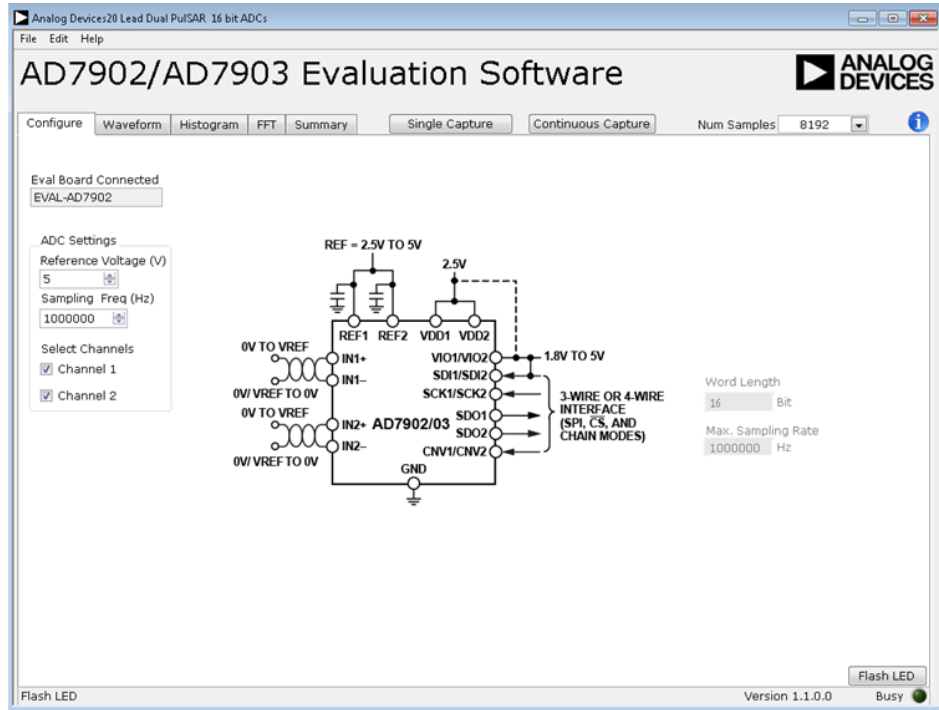 Analog Devices20 Lead Dual PulSAR 16 bit ADCs
File Edit Help
AD7902/AD7903 Evaluation Software
ANALOG
DEVICES
Configure Waveform Histogram FFT Summary Single Capture Continuous Capture Num Samples 8192 i
Eval Board Connected
EVAL-AD7902
ADC Settings
Reference Voltage (V)
5
Sampling Freq (Hz)
1000000
Select Channels
Channel 1
Channel 2
REF = 2.5V TO 5V
2.5V
REF1 REF2 VDD1 VDD2
0V TO VREF
IN1+
IN1–
0V/ VREF TO 0V
0V TO VREF
IN2+
IN2–
0V/ VREF TO 0V
AD7902/03
GND
VIO1/VIO2
SDI1/SDI2
SCK1/SCK2
SDO1
SDO2
CNV1/CNV2
1.8V TO 5V
3-WIRE OR 4-WIRE
INTERFACE
(SPI, CS, AND
CHAIN MODES)
Word Length
16 Bit
Max. Sampling Rate
1000000 Hz
Flash LED
Flash LED Version 1.1.0.0 Busy